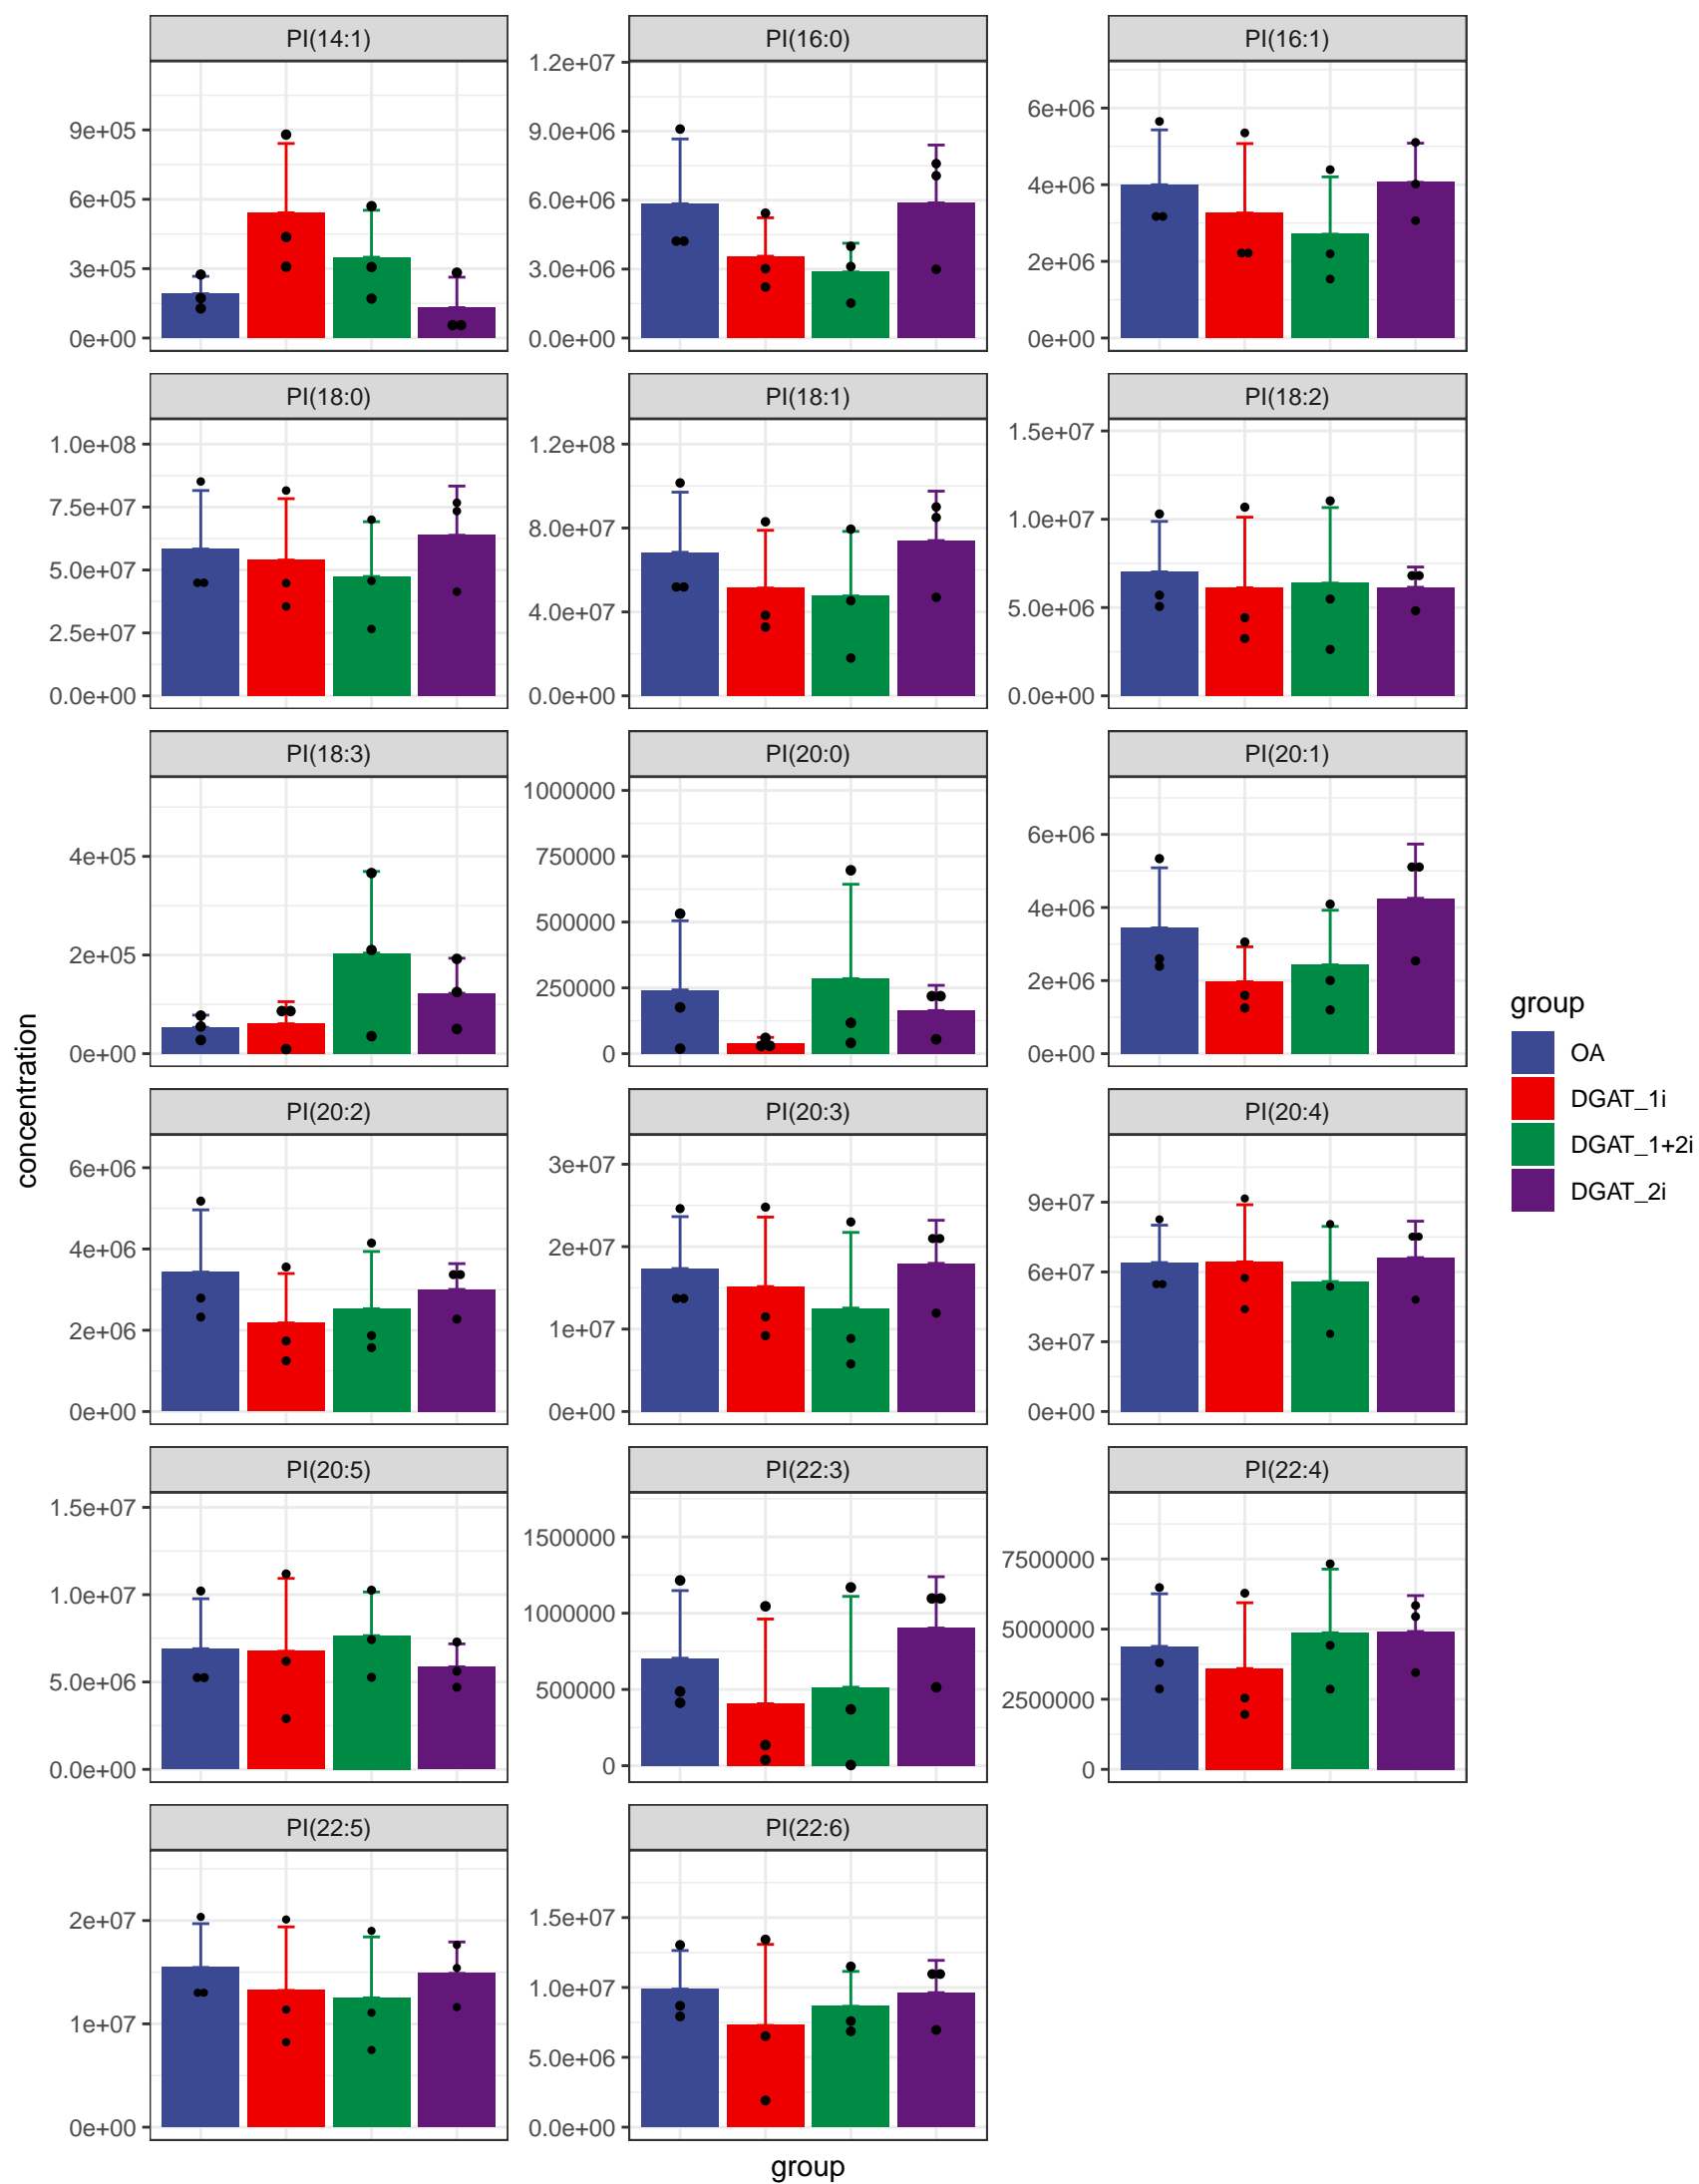 PI(14:1)
PI(16:0)
PI(16:1)
9e+05
6e+05
3e+05
0e+00
1.2e+07
9.0e+06
6.0e+06
3.0e+06
0.0e+00
6e+06
4e+06
2e+06
0e+00
PI(18:0)
PI(18:1)
PI(18:2)
1.0e+08
7.5e+07
5.0e+07
2.5e+07
0.0e+00
1.2e+08
8.0e+07
4.0e+07
0.0e+00
1.5e+07
1.0e+07
5.0e+06
0.0e+00
PI(18:3)
PI(20:0)
PI(20:1)
4e+05
2e+05
0e+00
1000000
750000
500000
250000
0
6e+06
4e+06
2e+06
0e+00
PI(20:2)
PI(20:3)
PI(20:4)
6e+06
4e+06
2e+06
0e+00
3e+07
2e+07
1e+07
0e+00
9e+07
6e+07
3e+07
0e+00
PI(20:5)
PI(22:3)
PI(22:4)
1.5e+07
1.0e+07
5.0e+06
0.0e+00
1500000
1000000
500000
0
7500000
5000000
2500000
0
PI(22:5)
PI(22:6)
2e+07
1e+07
0e+00
1.5e+07
1.0e+07
5.0e+06
0.0e+00
concentration
group
group
OA
DGAT_1i
DGAT_1+2i
DGAT_2i